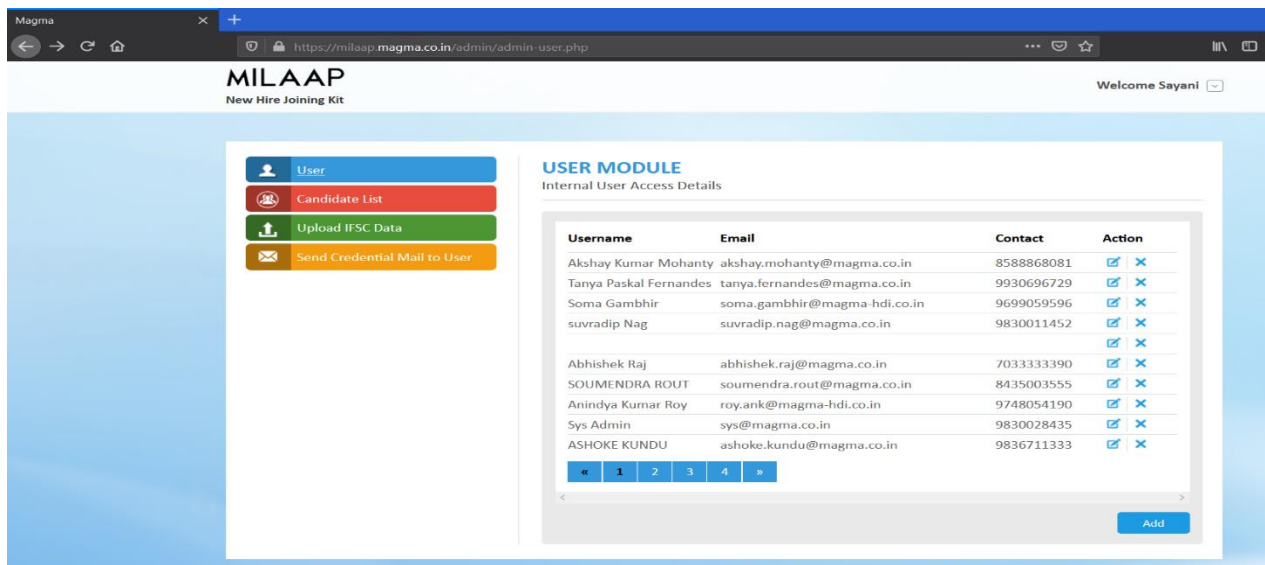 Magma
https://milaap.magma.co.in/admin/admin-user.php
MILAAP
New Hire Joining Kit
Welcome Sayani
User
Candidate List
Upload IFSC Data
Send Credential Mail to User
USER MODULE
Internal User Access Details
Username Email Contact Action
Akshay Kumar Mohanty akshay.mohanty@magma.co.in 8588868081
Tanya Paskal Fernandes tanya.fernandes@magma.co.in 9930696729
Soma Gambhir soma.gambhir@magma-hdi.co.in 9699059596
suvradip Nag suvradip.nag@magma.co.in 9830011452
Abhishek Raj abhishek.raj@magma.co.in 7033333390
SOUMENDRA ROUT soumendra.rout@magma.co.in 8435003555
Anindya Kumar Roy roy.ank@magma-hdi.co.in 9748054190
Sys Admin sys@magma.co.in 9830028435
ASHOKE KUNDU ashoke.kundu@magma.co.in 9836711333
« 1 2 3 4 »
Add